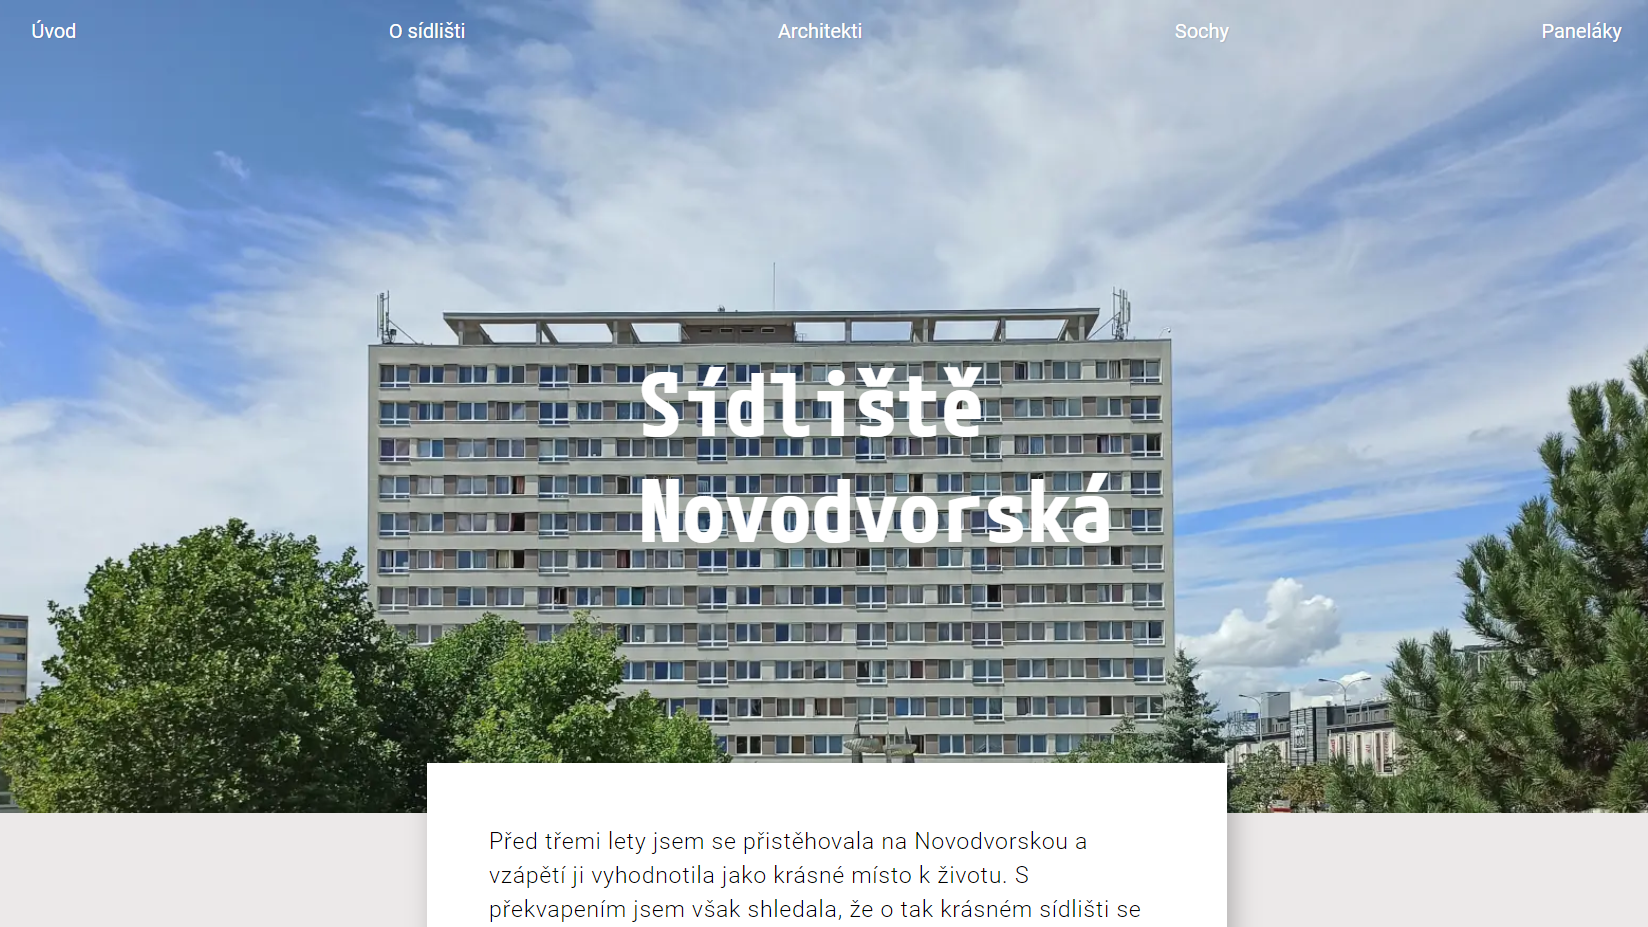 Úvod
O sídlišti
Architekti
Sochy
Paneláky
Sídliště
Novodvorská
Před třemi lety jsem se přistěhovala na Novodvorskou a
vzápětí ji vyhodnotila jako krásné místo k životu. S
překvapením jsem však shledala, že o tak krásném sídlišti se